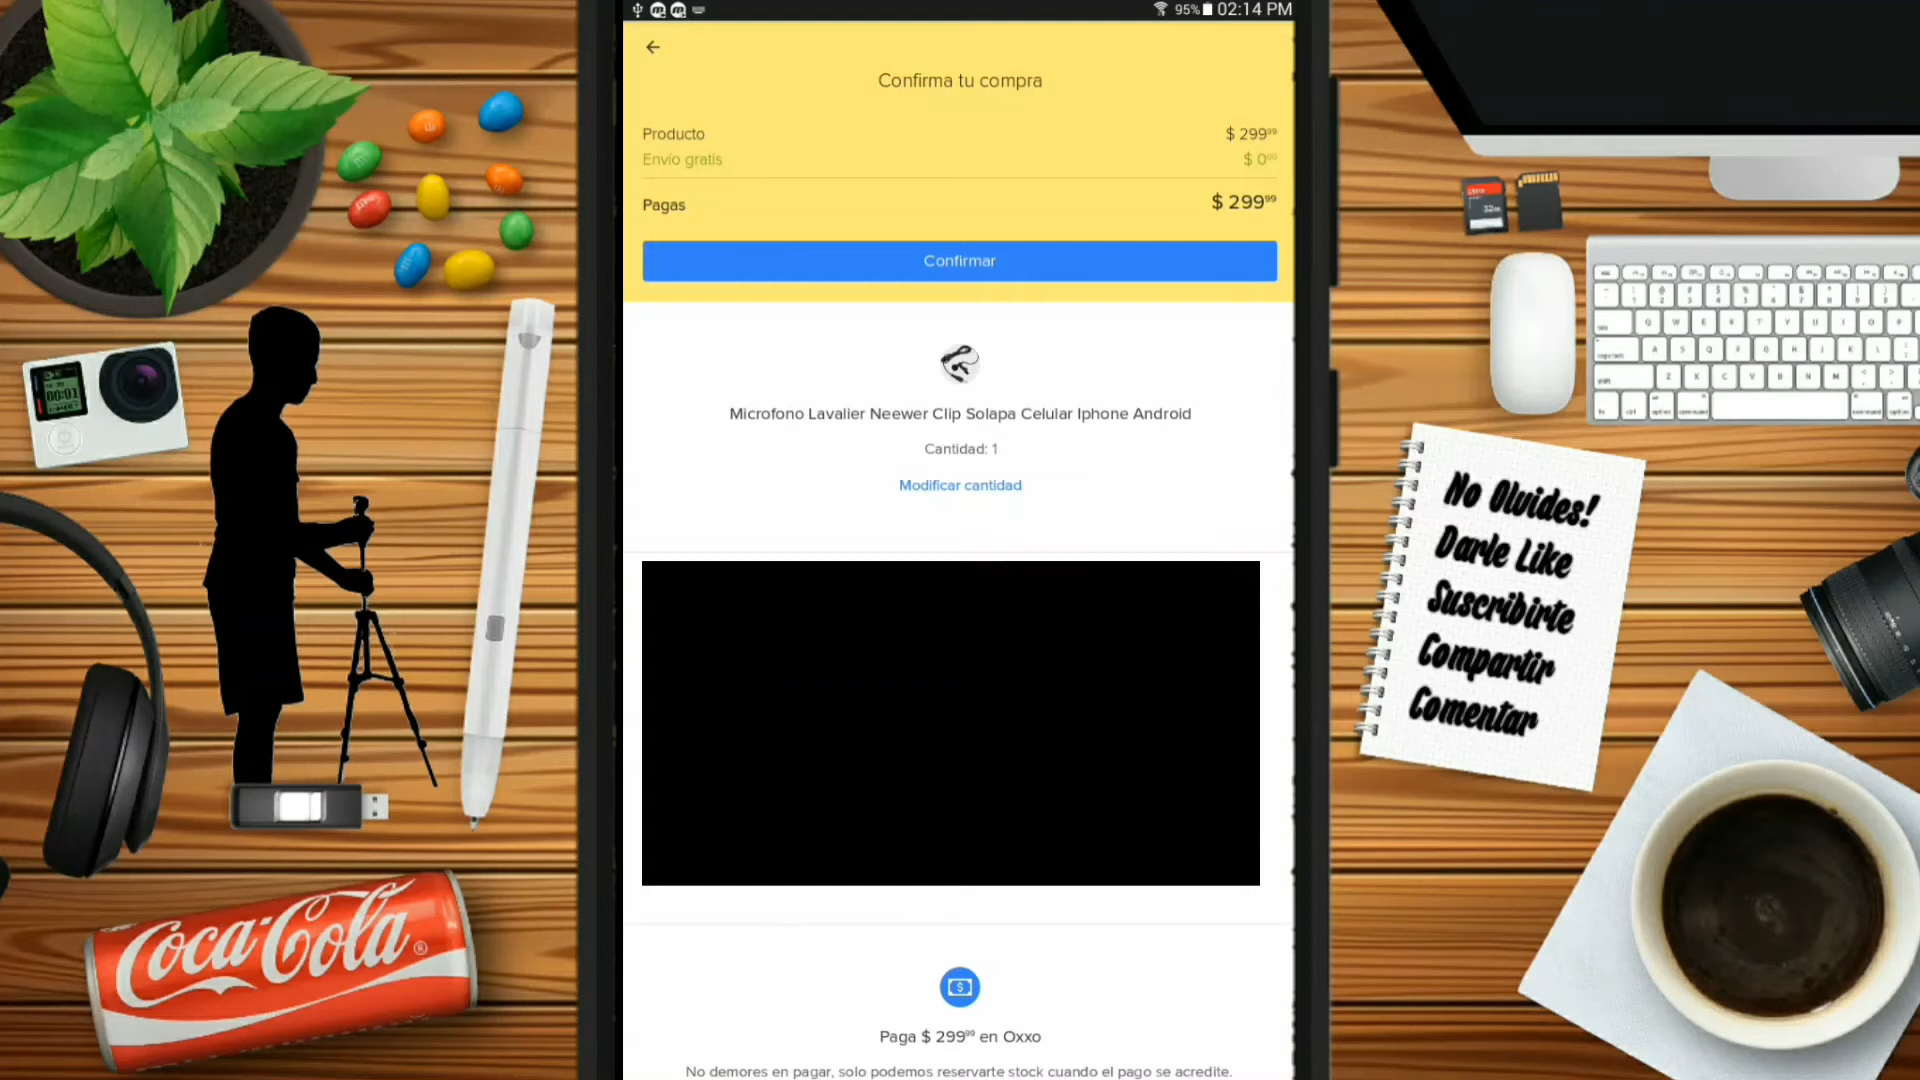 95% 02:14 PM
Confirma tu compra
Producto $ 299⁹⁹
Envío gratis $ 0⁰⁰
Pagas $ 299⁹⁹
Confirmar
Microfono Lavalier Neewer Clip Solapa Celular Iphone Android
Cantidad: 1
Modificar cantidad
Paga $ 299⁹⁹ en Oxxo
No demores en pagar, solo podemos reservarte stock cuando el pago se acredite.
No Olvides!
Darle Like
Suscribirte
Compartir
Comentar
Coca-Cola®
00:01